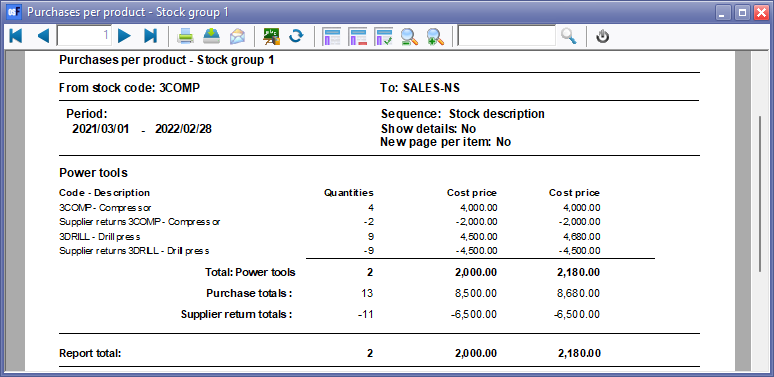 Purchases per product - Stock group 1
1
Purchases per product - Stock group 1
From stock code: 3COMP To: SALES-NS
Period: Sequence: Stock description
2021/03/01 - 2022/02/28 Show details: No
New page per item: No
Power tools
Code - Description Quantities Cost price Cost price
3COMP - Compressor 4 4,000.00 4,000.00
Supplier returns 3COMP - Compressor -2 -2,000.00 -2,000.00
3DRILL - Drill press 9 4,500.00 4,680.00
Supplier returns 3DRILL - Drill press -9 -4,500.00 -4,500.00
Total: Power tools 2 2,000.00 2,180.00
Purchase totals : 13 8,500.00 8,680.00
Supplier return totals : -11 -6,500.00 -6,500.00
Report total: 2 2,000.00 2,180.00